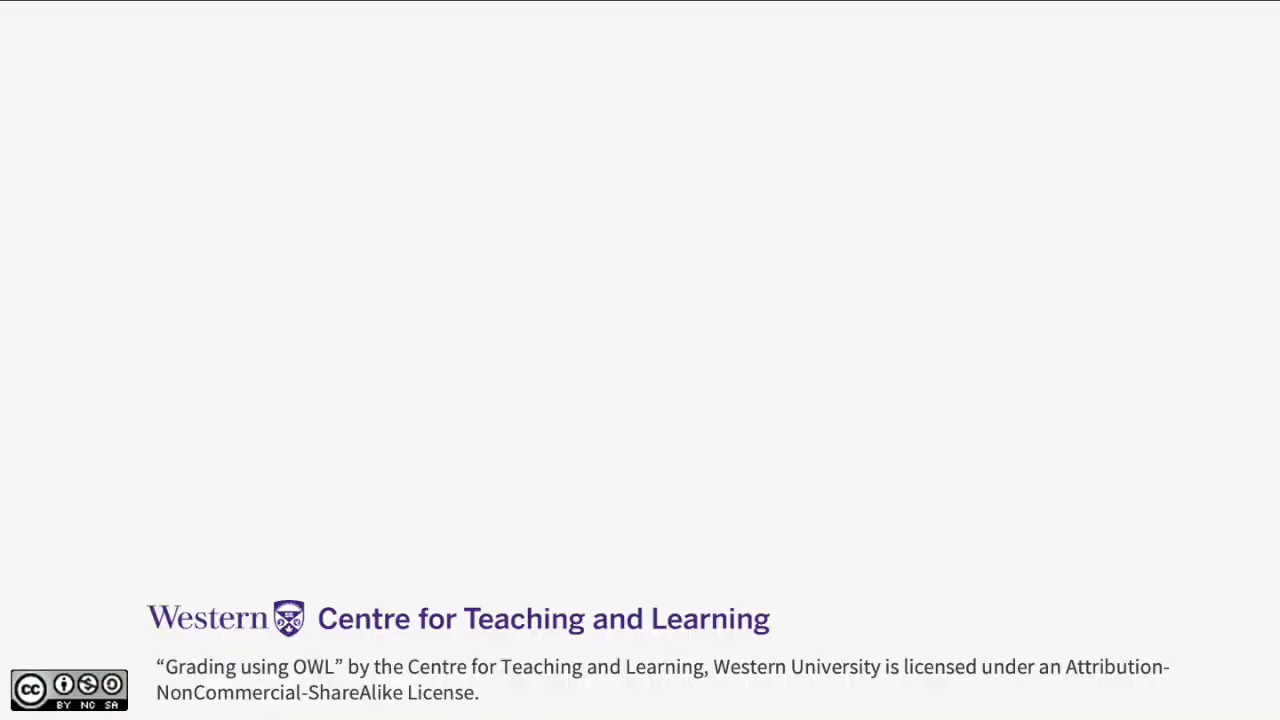 Western Centre for Teaching and Learning
“Grading using OWL” by the Centre for Teaching and Learning, Western University is licensed under an Attribution-
NonCommercial-ShareAlike License.
cc
BY NC SA